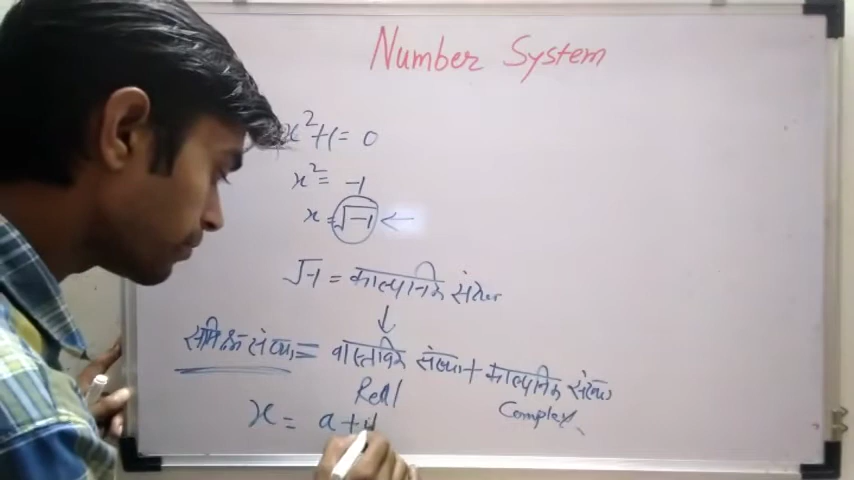 Number System
x²+1= 0
x² = -1
x = √-1 ←
√-1 = काल्पनिक संख्या
↓
समिश्र संख्या = वास्तविक संख्या + काल्पनिक संख्या
Real Complex
x = a +